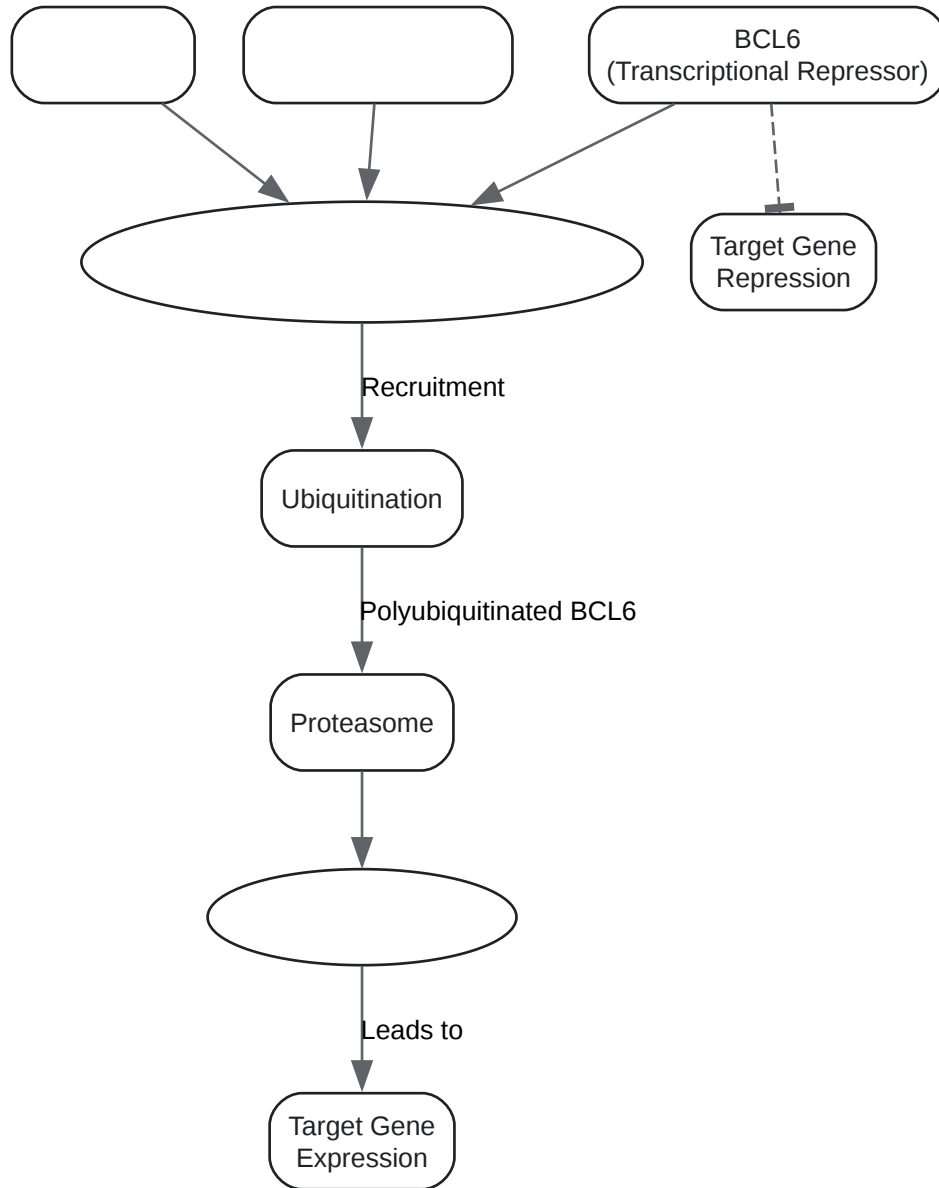 BCL6
(Transcriptional Repressor)
Target Gene
Repression
Recruitment
Ubiquitination
Polyubiquitinated BCL6
Proteasome
Leads to
Target Gene
Expression